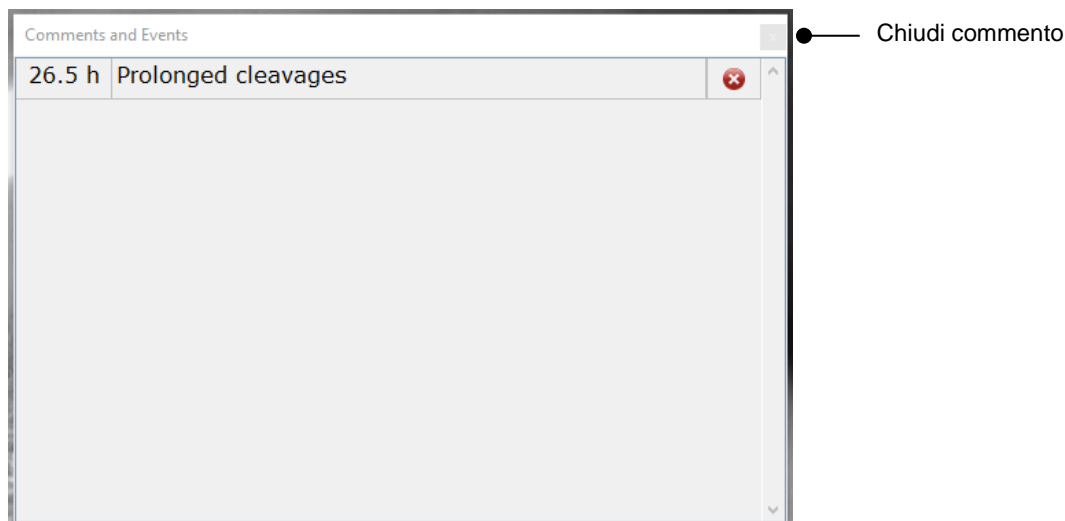 Comments and Events
Chiudi commento
26.5 h Prolonged cleavages